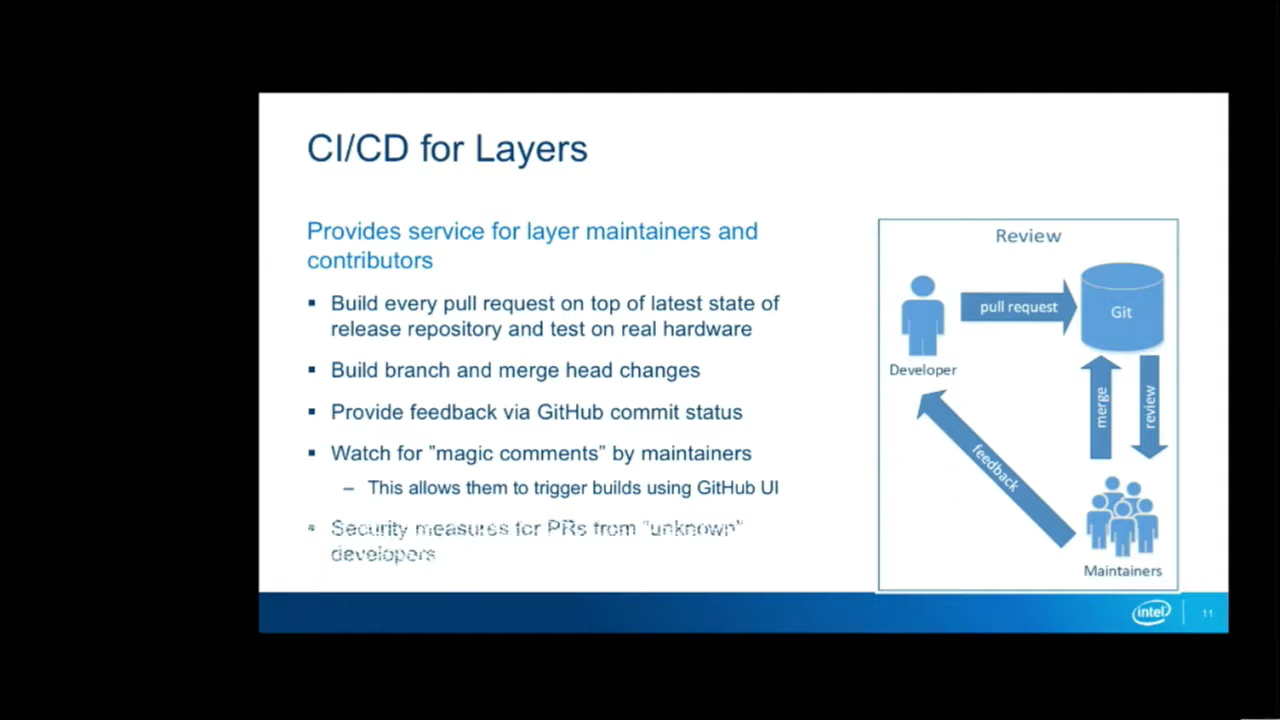 CI/CD for Layers
Provides service for layer maintainers and
contributors
▪ Build every pull request on top of latest state of
release repository and test on real hardware
▪ Build branch and merge head changes
▪ Provide feedback via GitHub commit status
▪ Watch for ”magic comments” by maintainers
– This allows them to trigger builds using GitHub UI
▪ Security measures for PRs from “unknown”
developers
Review
pull request
Git
Developer
merge
review
feedback
Maintainers
intel
11